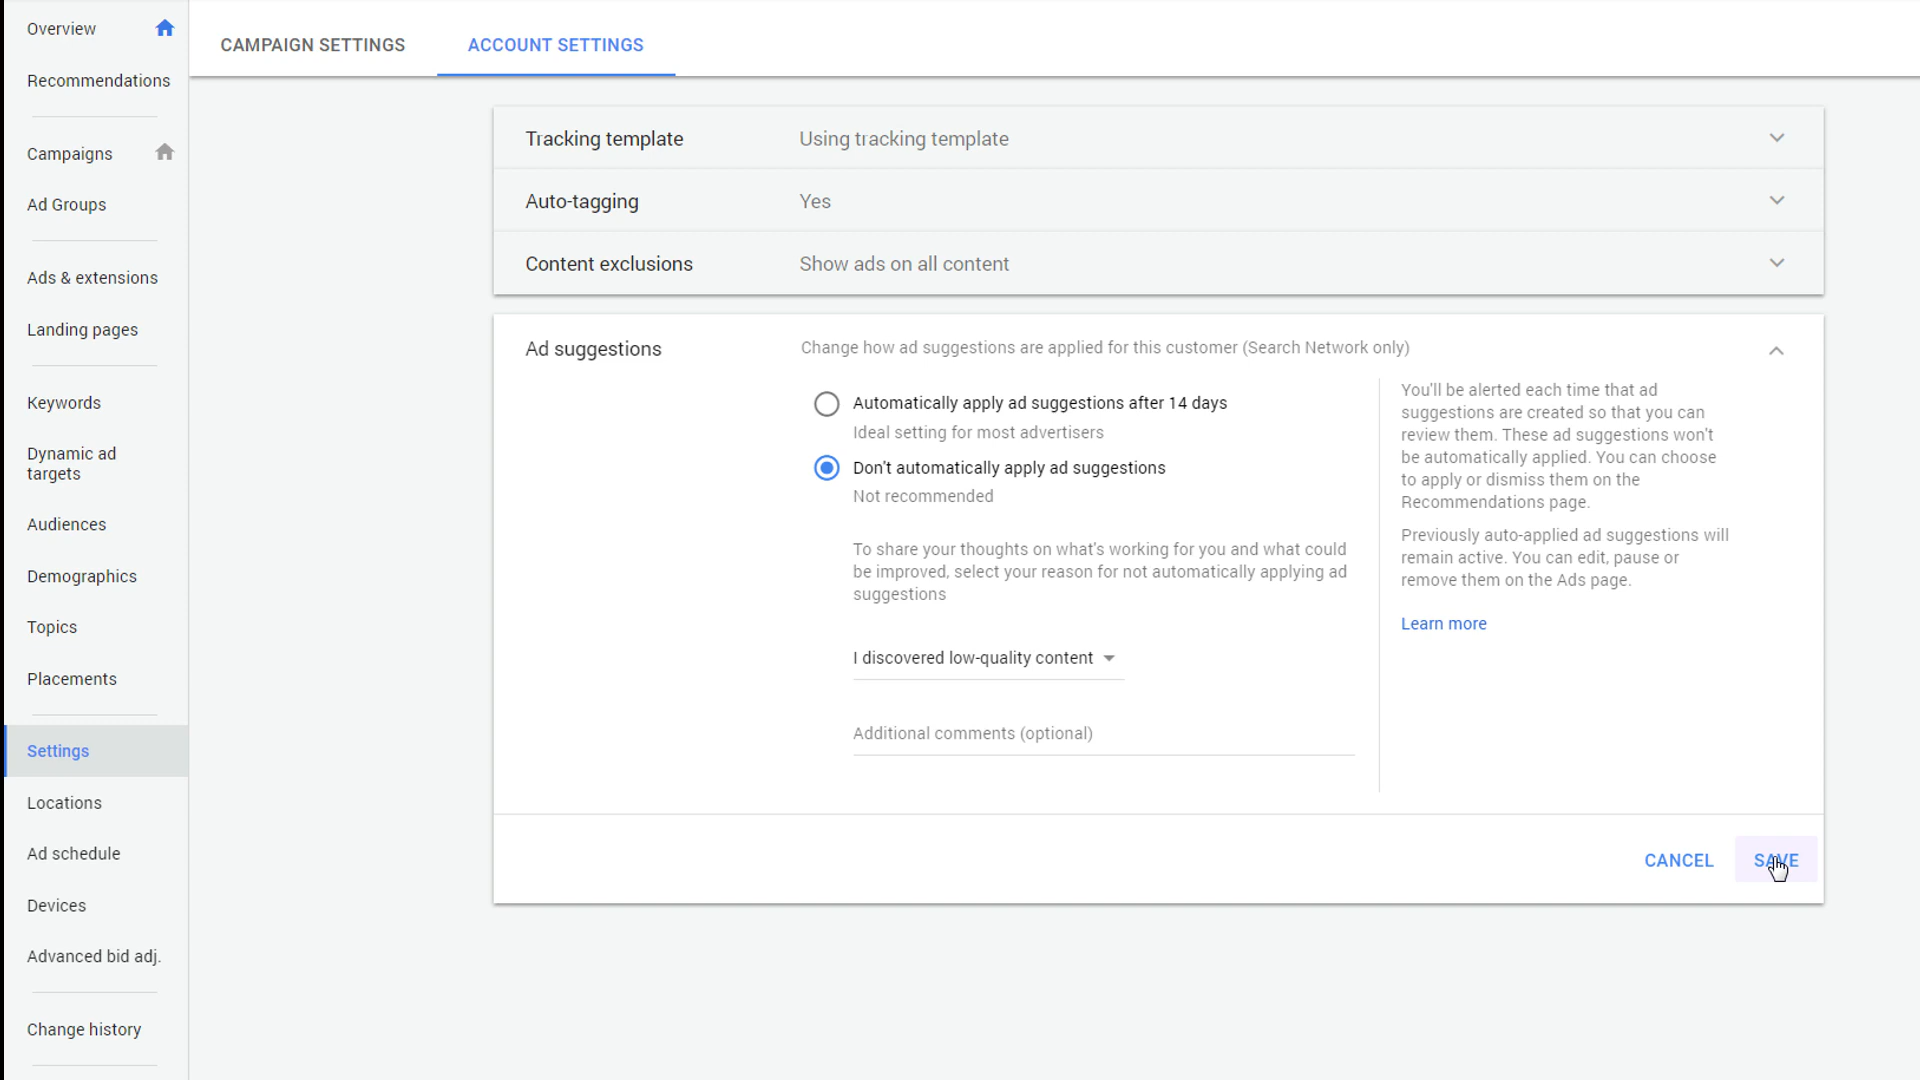 Overview
Recommendations
Campaigns
Ad Groups
Ads & extensions
Landing pages
Keywords
Dynamic ad
targets
Audiences
Demographics
Topics
Placements
Settings
Locations
Ad schedule
Devices
Advanced bid adj.
Change history
CAMPAIGN SETTINGS
ACCOUNT SETTINGS
Tracking template
Using tracking template
Auto-tagging
Yes
Content exclusions
Show ads on all content
Ad suggestions
Change how ad suggestions are applied for this customer (Search Network only)
Automatically apply ad suggestions after 14 days
Ideal setting for most advertisers
Don't automatically apply ad suggestions
Not recommended
To share your thoughts on what's working for you and what could
be improved, select your reason for not automatically applying ad
suggestions
I discovered low-quality content
Additional comments (optional)
You'll be alerted each time that ad
suggestions are created so that you can
review them. These ad suggestions won't
be automatically applied. You can choose
to apply or dismiss them on the
Recommendations page.
Previously auto-applied ad suggestions will
remain active. You can edit, pause or
remove them on the Ads page.
Learn more
CANCEL
SAVE